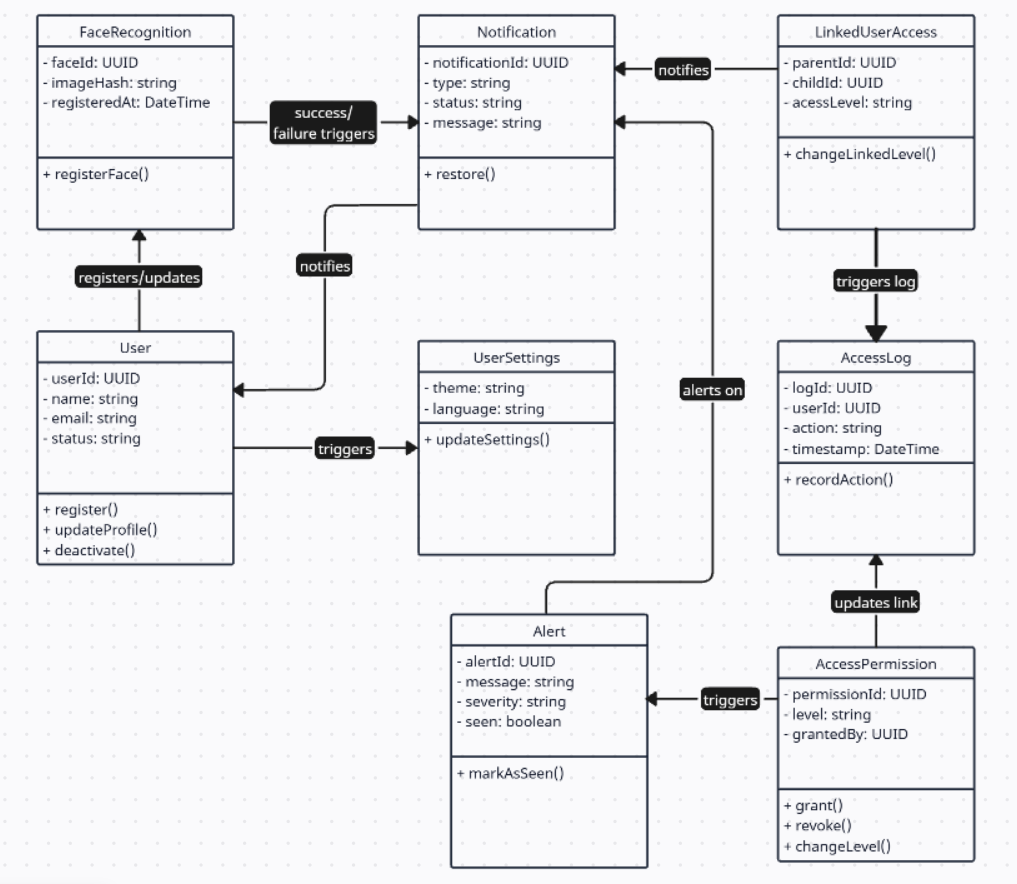 FaceRecognition
- faceId: UUID
- imageHash: string
- registeredAt: DateTime
+ registerFace()
success/
failure triggers
Notification
- notificationId: UUID
- type: string
- status: string
- message: string
+ restore()
notifies
LinkedUserAccess
- parentId: UUID
- childId: UUID
- acessLevel: string
+ changeLinkedLevel()
registers/updates
notifies
triggers log
User
- userId: UUID
- name: string
- email: string
- status: string
+ register()
+ updateProfile()
+ deactivate()
triggers
UserSettings
- theme: string
- language: string
+ updateSettings()
alerts on
AccessLog
- logId: UUID
- userId: UUID
- action: string
- timestamp: DateTime
+ recordAction()
updates link
Alert
- alertId: UUID
- message: string
- severity: string
- seen: boolean
+ markAsSeen()
triggers
AccessPermission
- permissionId: UUID
- level: string
- grantedBy: UUID
+ grant()
+ revoke()
+ changeLevel()